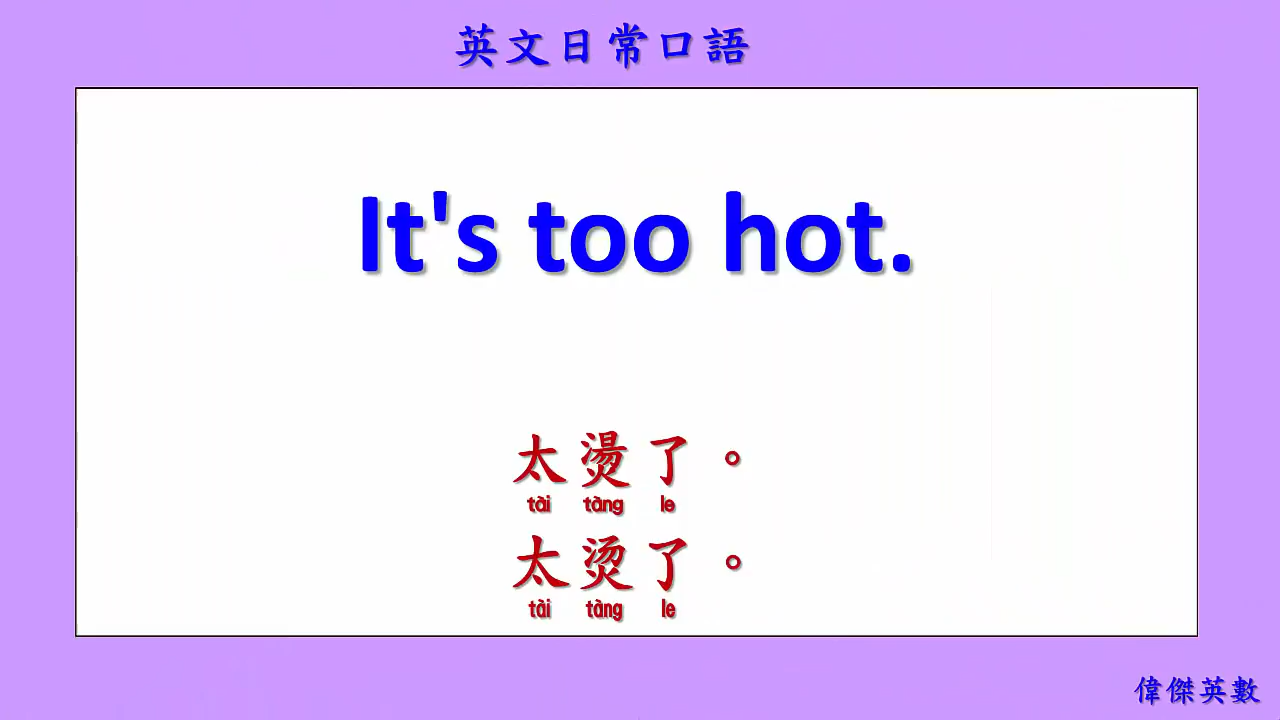 英文日常口語
It's too hot.
太燙了。
tài tàng le
太烫了。
tài tàng le
偉傑英數